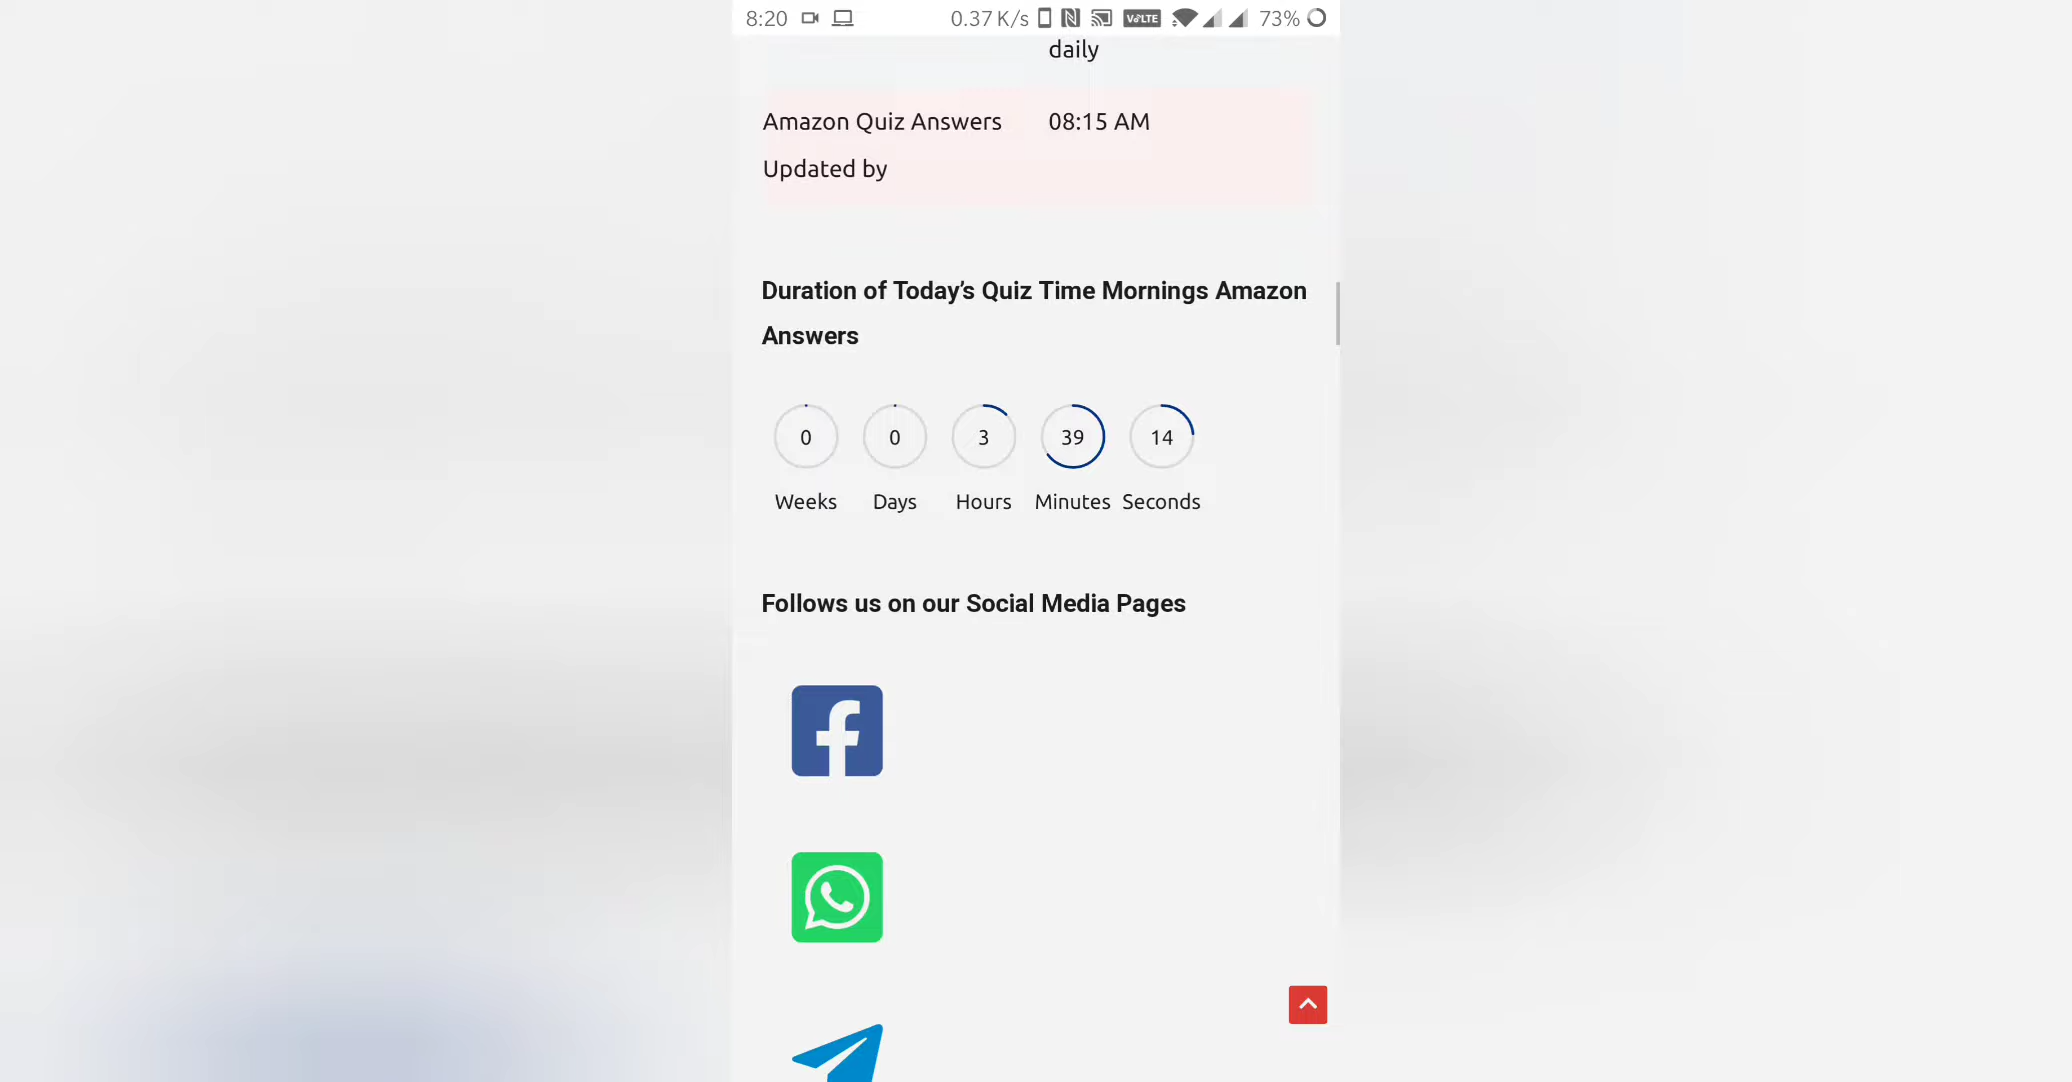 8:20 0.37 K/s VoLTE 73%
daily
Amazon Quiz Answers 08:15 AM
Updated by
Duration of Today’s Quiz Time Mornings Amazon
Answers
0 0 3 39 14
Weeks Days Hours Minutes Seconds
Follows us on our Social Media Pages